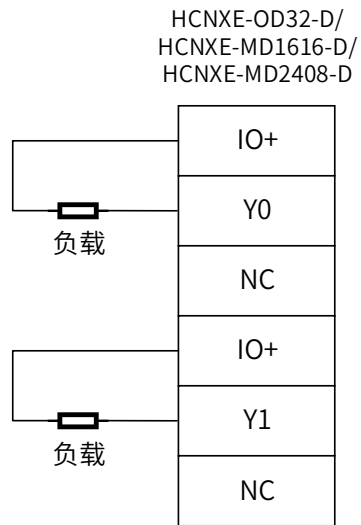 HCNXE-OD32-D/
HCNXE-MD1616-D/
HCNXE-MD2408-D
IO+
Y0
负载
NC
IO+
Y1
负载
NC